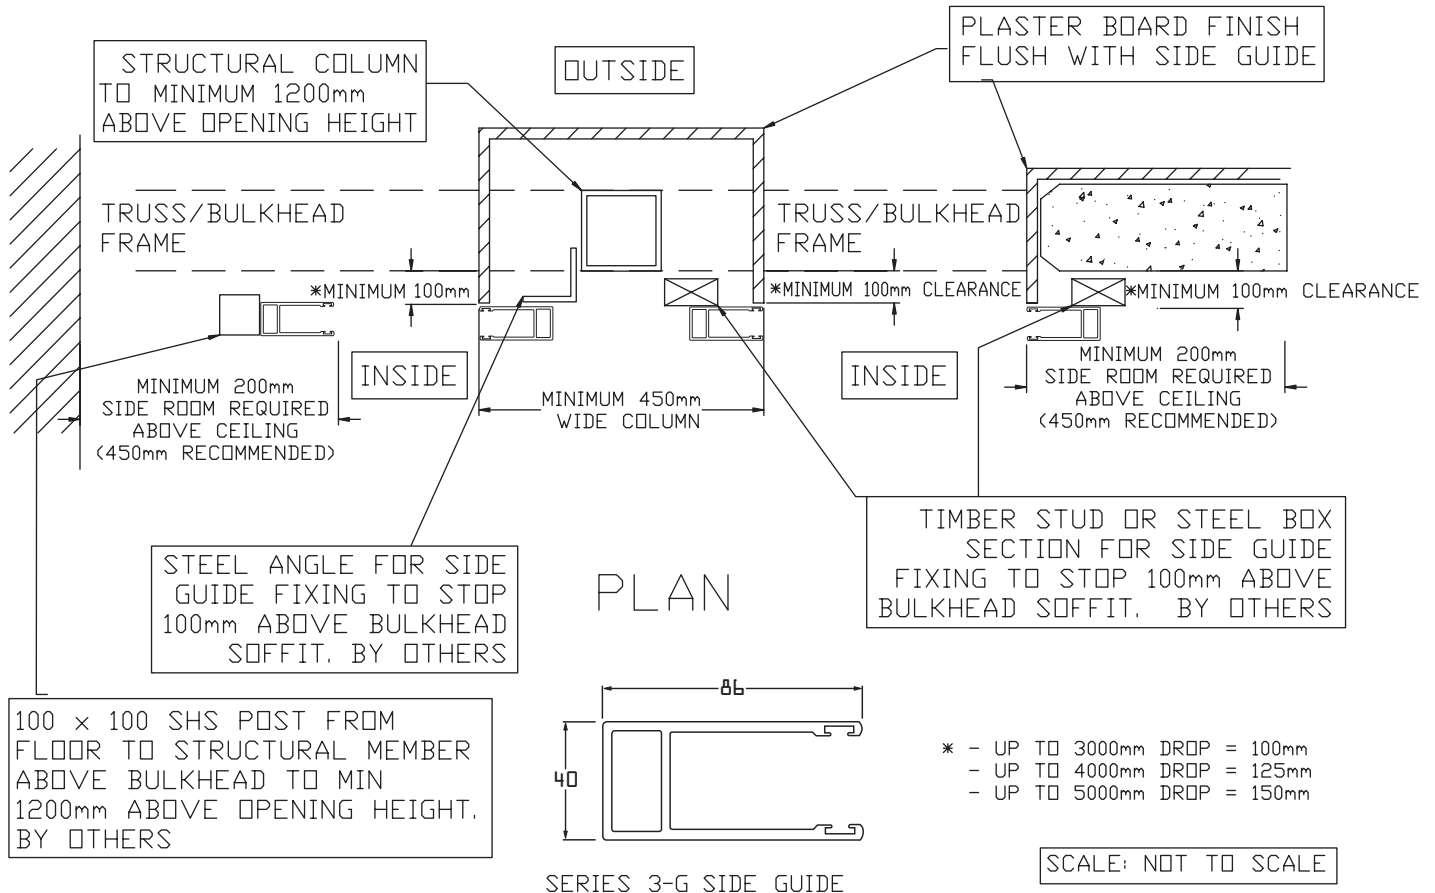 STRUCTURAL COLUMN
TO MINIMUM 1200mm
ABOVE OPENING HEIGHT
OUTSIDE
PLASTER BOARD FINISH
FLUSH WITH SIDE GUIDE
TRUSS/BULKHEAD
FRAME
TRUSS/BULKHEAD
FRAME
*MINIMUM 100mm
*MINIMUM 100mm CLEARANCE
*MINIMUM 100mm CLEARANCE
INSIDE
INSIDE
MINIMUM 200mm
SIDE ROOM REQUIRED
ABOVE CEILING
(450mm RECOMMENDED)
MINIMUM 450mm
WIDE COLUMN
MINIMUM 200mm
SIDE ROOM REQUIRED
ABOVE CEILING
(450mm RECOMMENDED)
STEEL ANGLE FOR SIDE
GUIDE FIXING TO STOP
100mm ABOVE BULKHEAD
SOFFIT. BY OTHERS
PLAN
TIMBER STUD OR STEEL BOX
SECTION FOR SIDE GUIDE
FIXING TO STOP 100mm ABOVE
BULKHEAD SOFFIT. BY OTHERS
100 x 100 SHS POST FROM
FLOOR TO STRUCTURAL MEMBER
ABOVE BULKHEAD TO MIN
1200mm ABOVE OPENING HEIGHT.
BY OTHERS
86
40
SERIES 3-G SIDE GUIDE
* - UP TO 3000mm DROP = 100mm
- UP TO 4000mm DROP = 125mm
- UP TO 5000mm DROP = 150mm
SCALE: NOT TO SCALE